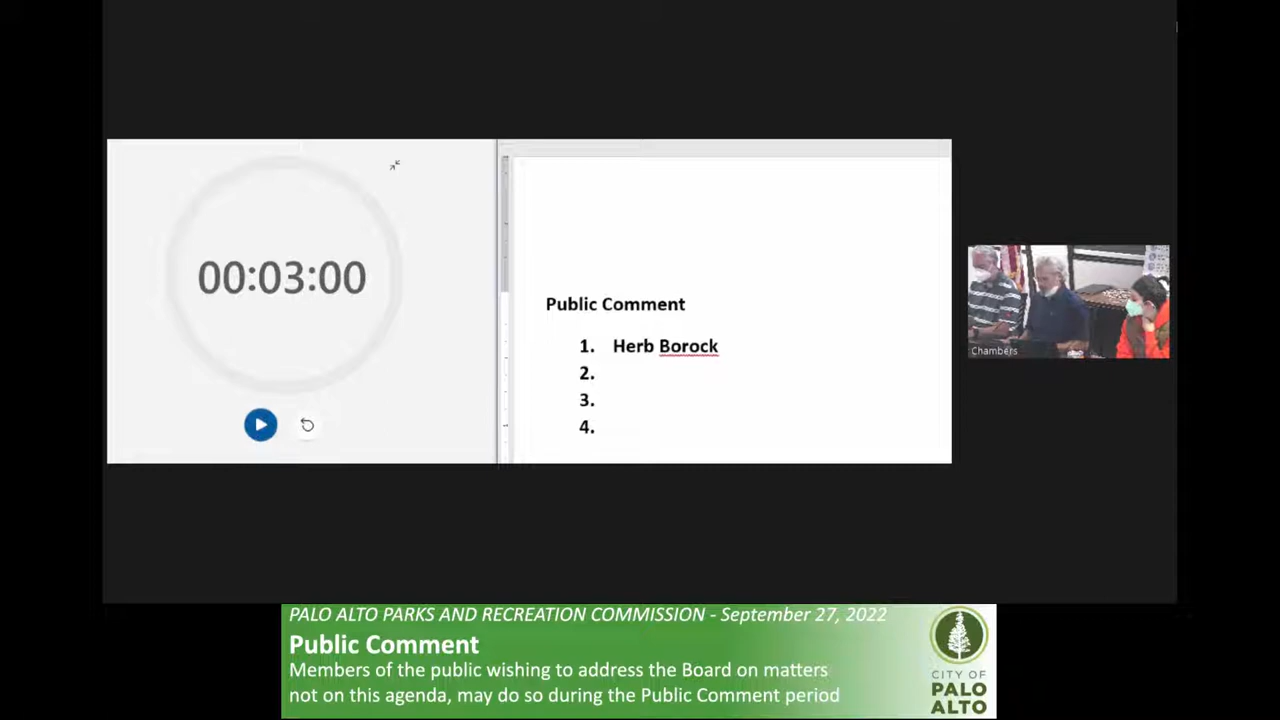 00:03:00
Public Comment
1. Herb Borock
2.
3.
4.
Chambers
PALO ALTO PARKS AND RECREATION COMMISSION - September 27, 2022
Public Comment
Members of the public wishing to address the Board on matters
not on this agenda, may do so during the Public Comment period
CITY OF
PALO
ALTO